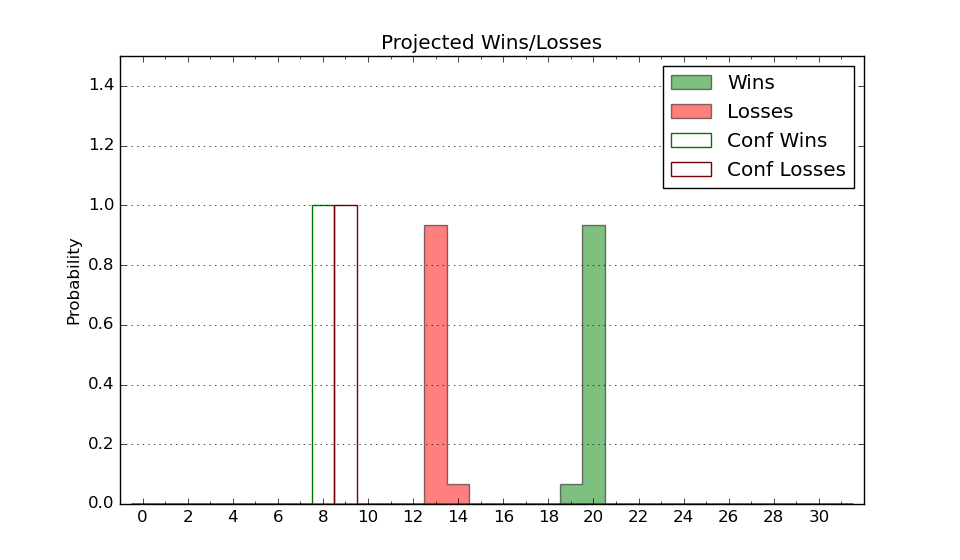 Projected Wins/Losses
1.4
1.2
1.0
0.8
0.6
0.4
0.2
0.0
Probability
Wins
Losses
Conf Wins
Conf Losses
0 2 4 6 8 10 12 14 16 18 20 22 24 26 28 30